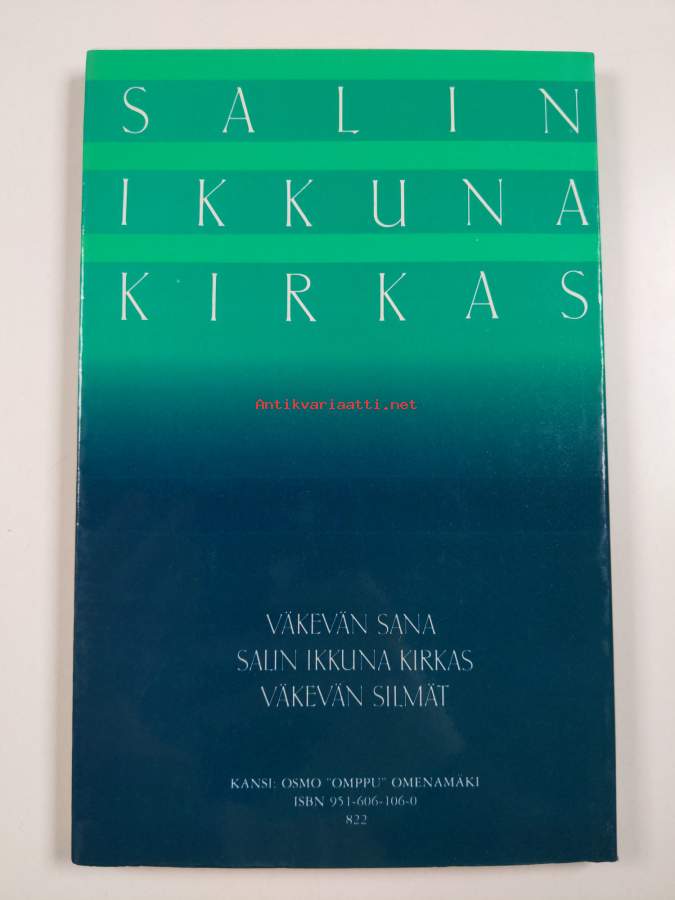 SALIN
IKKUNA
KIRKAS
Antikvariaatti.net
VÄKEVÄN SANA
SALIN IKKUNA KIRKAS
VÄKEVÄN SILMÄT
KANSI: OSMO "OMPPU" OMENAMÄKI
ISBN 951-606-106-0
822